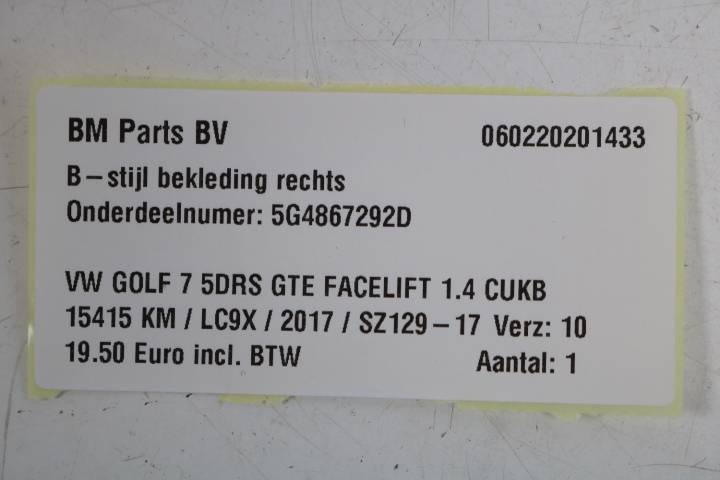 BM Parts BV 060220201433
B-stijl bekleding rechts
Onderdeelnumer: 5G4867292D
VW GOLF 7 5DRS GTE FACELIFT 1.4 CUKB
15415 KM / LC9X / 2017 / SZ129-17 Verz: 10
19.50 Euro incl. BTW Aantal: 1